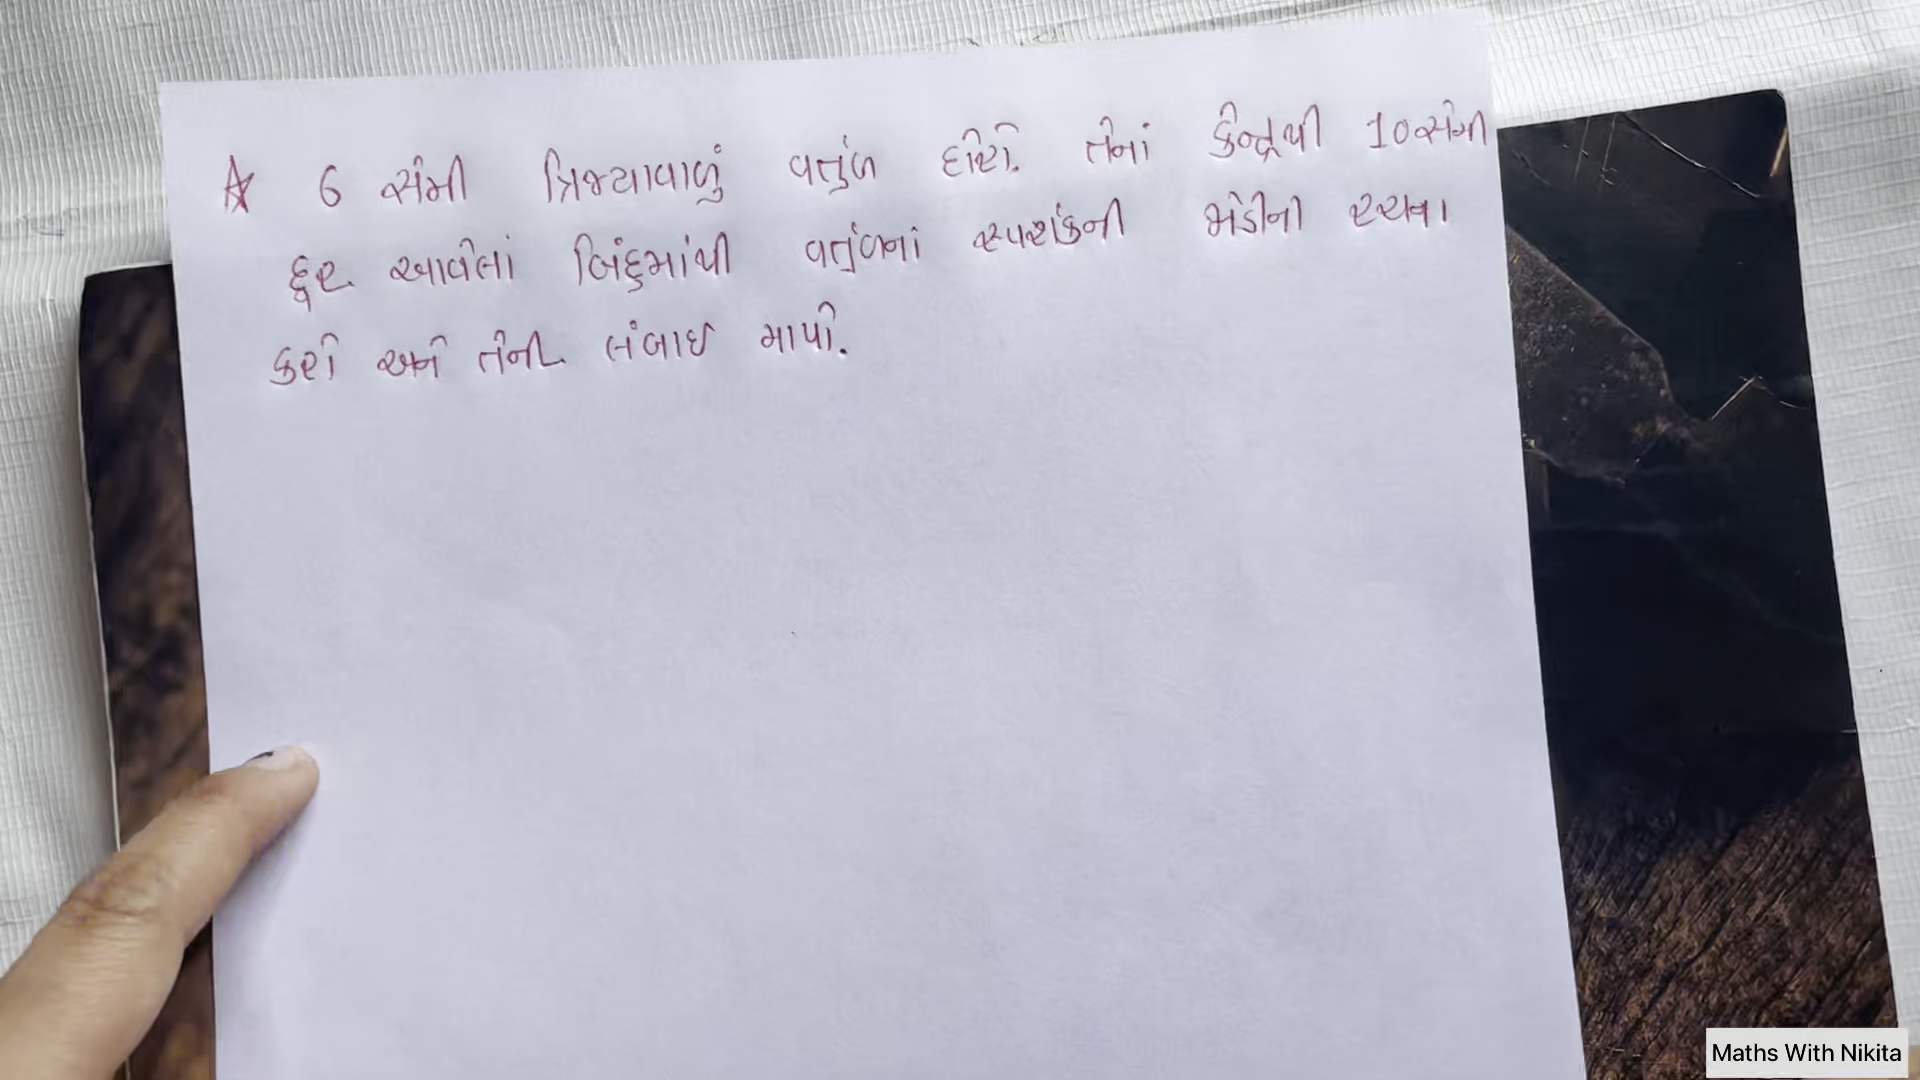 ☆ 6 સેમી ત્રિજ્યાવાળું વર્તુળ દોરો. તેનાં કેન્દ્રથી 10 સેમી
દૂર આવેલાં બિંદુમાંથી વર્તુળનાં સ્પર્શકની જોડીની રચના
કરો અને તેની લંબાઈ માપો.
Maths With Nikita